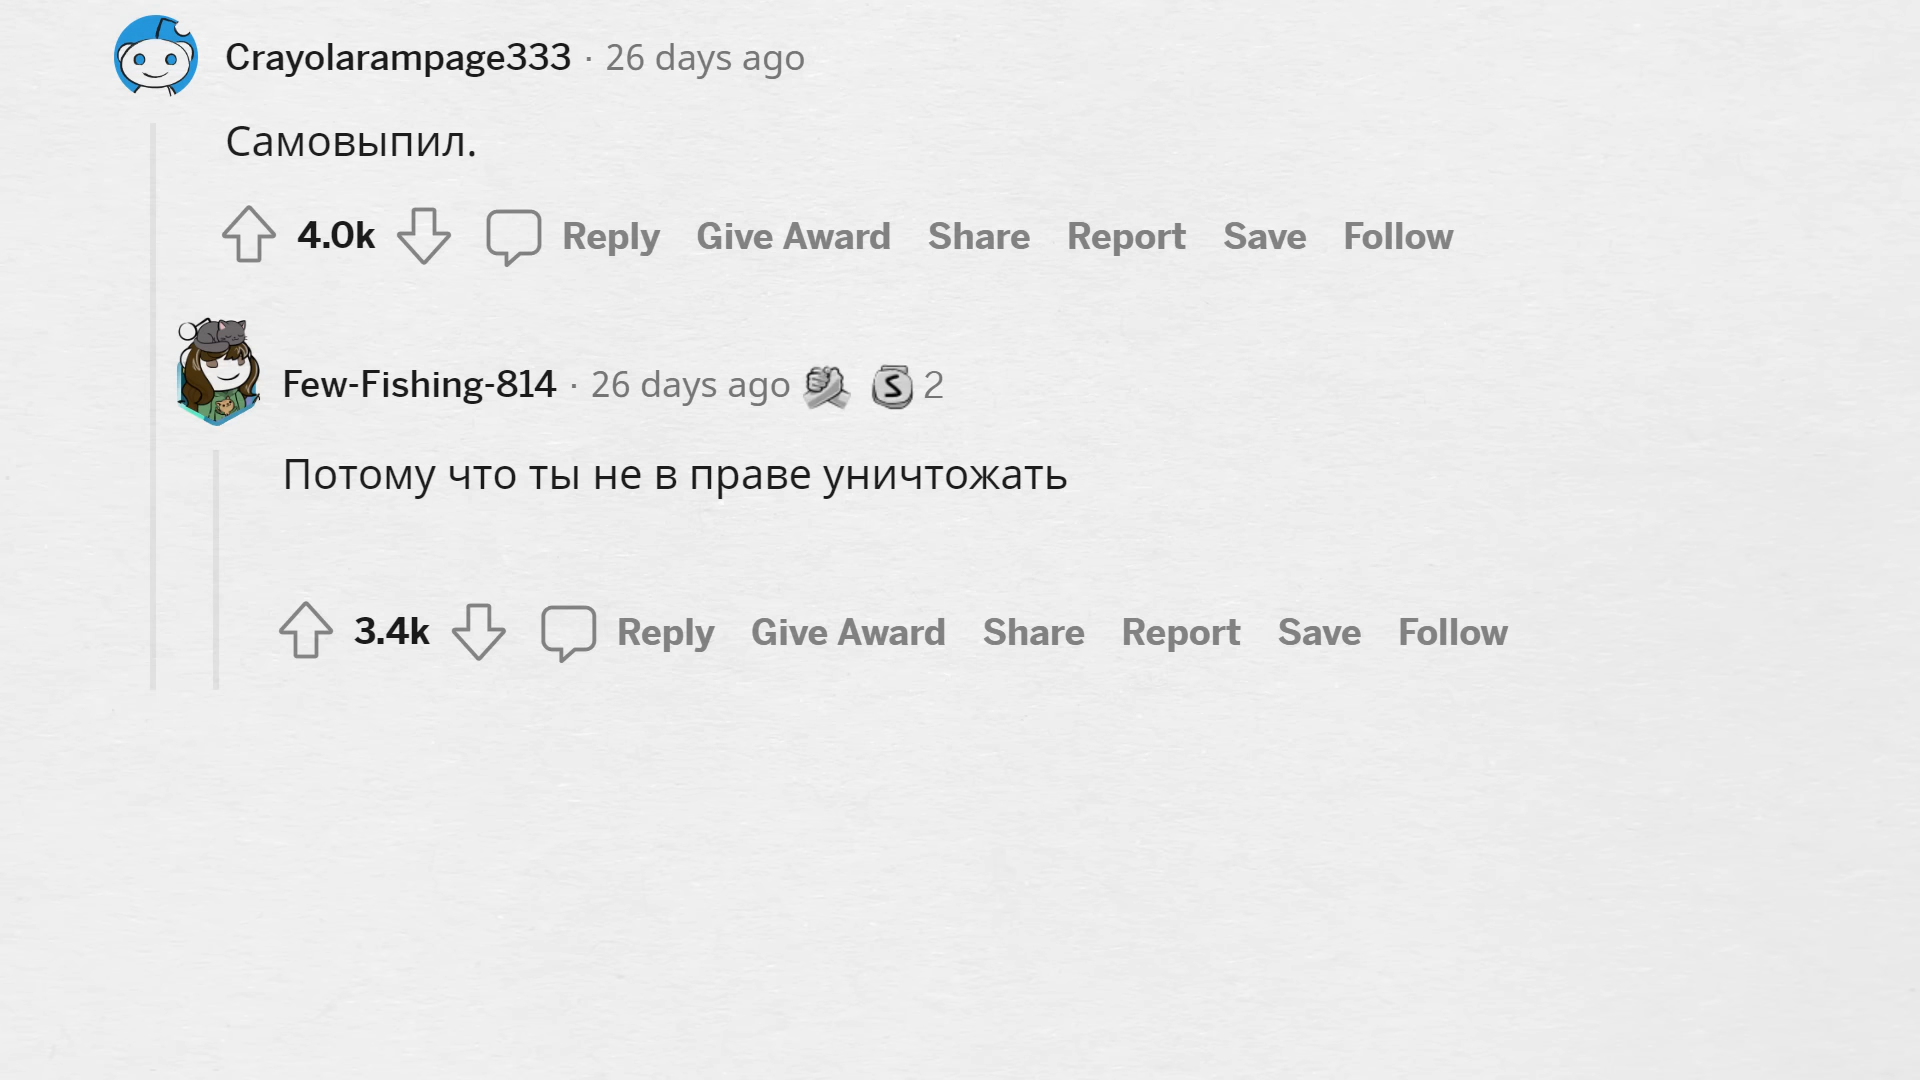 Crayolarampage333 · 26 days ago
Самовыпил.
4.0k Reply Give Award Share Report Save Follow
Few-Fishing-814 · 26 days ago S 2
Потому что ты не в праве уничтожать
3.4k Reply Give Award Share Report Save Follow